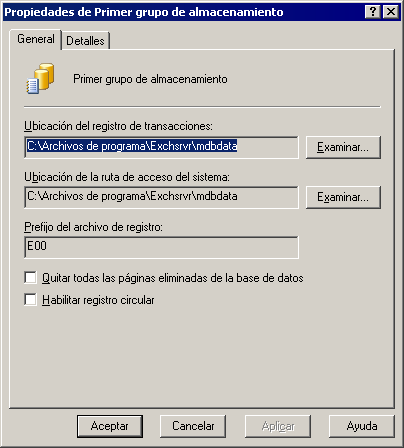 Propiedades de Primer grupo de almacenamiento
General
Detalles
Primer grupo de almacenamiento
Ubicación del registro de transacciones:
C:\Archivos de programa\Exchsrvr\mdbdata
Examinar...
Ubicación de la ruta de acceso del sistema:
C:\Archivos de programa\Exchsrvr\mdbdata
Examinar...
Prefijo del archivo de registro:
E00
Quitar todas las páginas eliminadas de la base de datos
Habilitar registro circular
Aceptar
Cancelar
Aplicar
Ayuda